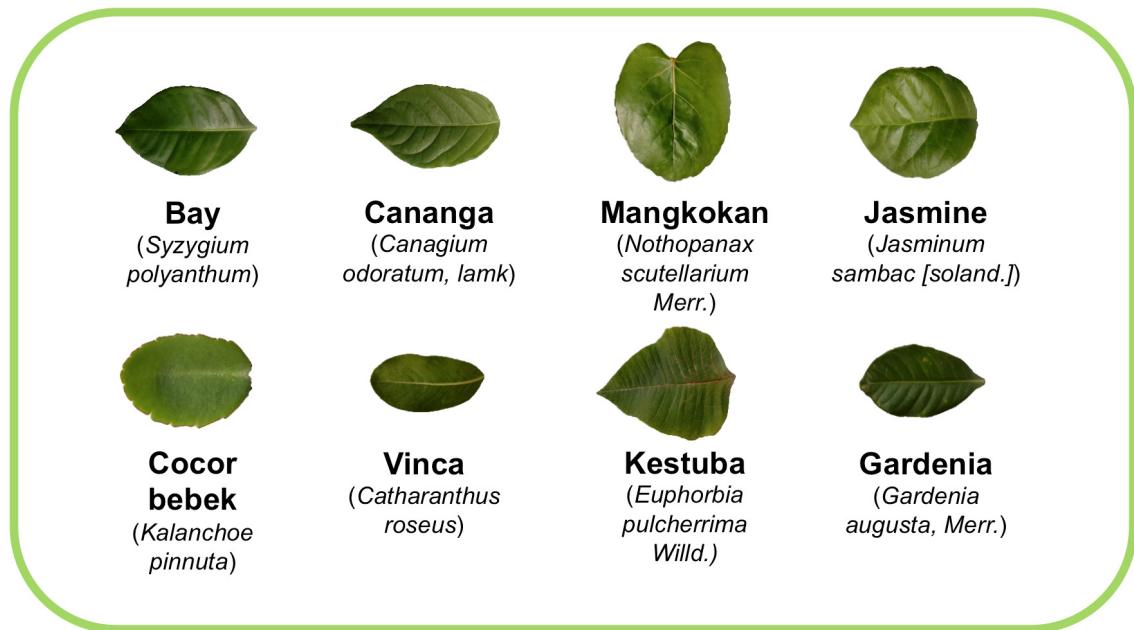 Bay
(Syzygium
polyanthum)
Cananga
(Canagium
odoratum, lamk)
Mangkokan
(Nothopanax
scutellarium
Merr.)
Jasmine
(Jasminum
sambac [soland.])
Cocor
bebek
(Kalanchoe
pinnuta)
Vinca
(Catharanthus
roseus)
Kestuba
(Euphorbia
pulcherrima
Willd.)
Gardenia
(Gardenia
augusta, Merr.)